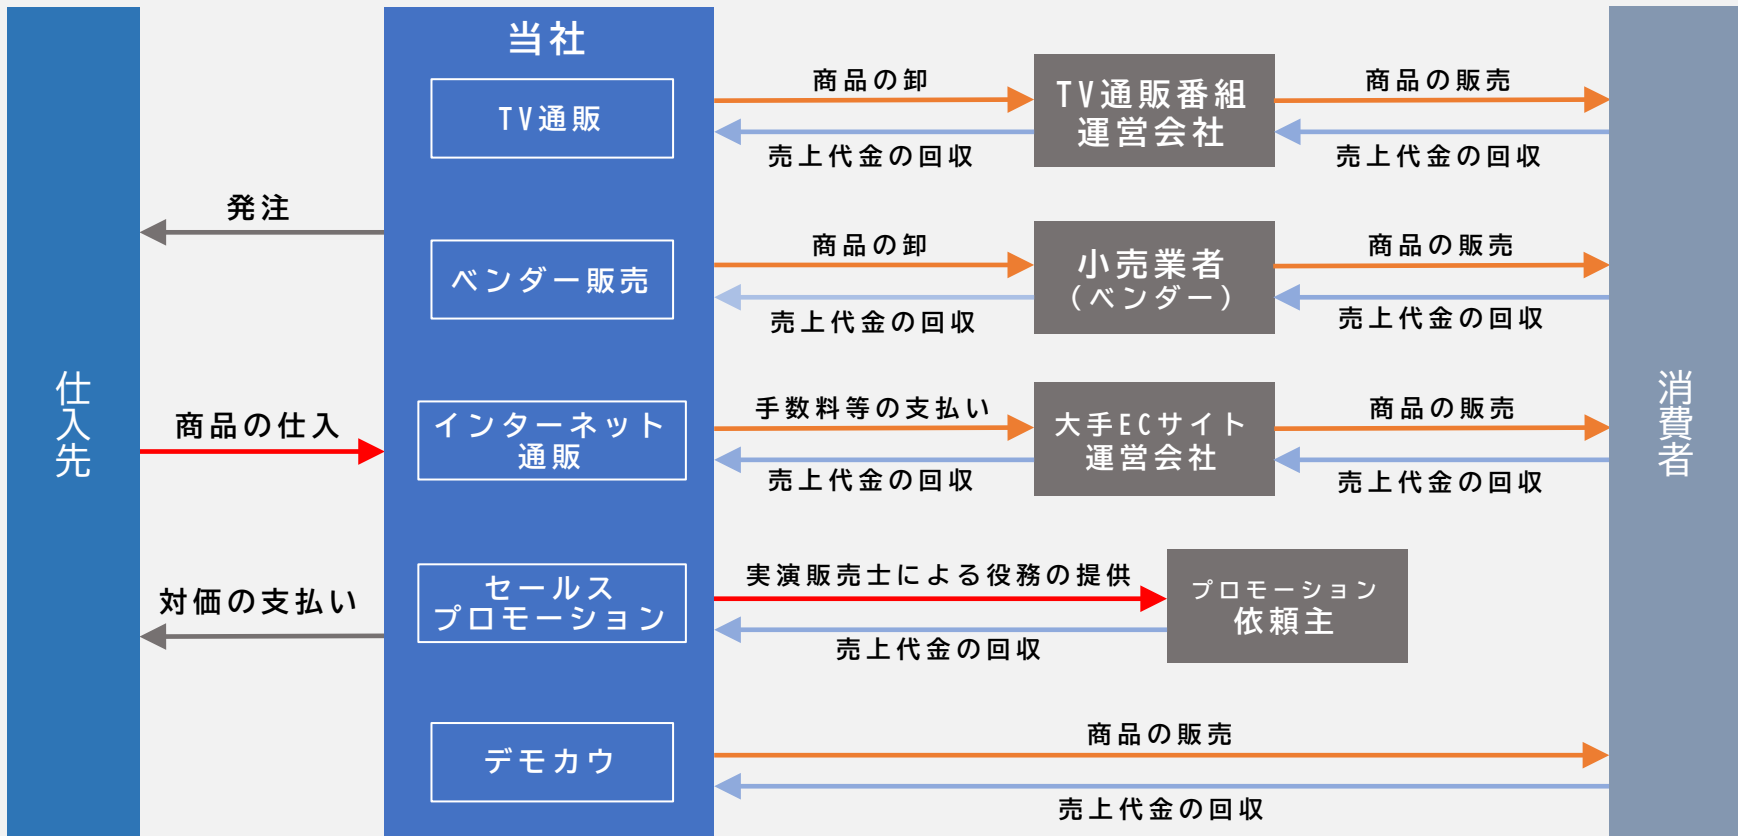 当社
商品の卸
商品の販売
TV通販
TV通販番組
運営会社
売上代金の回収
売上代金の回収
発注
商品の卸
商品の販売
ベンダー販売
小売業者
(ベンダー)
売上代金の回収
売上代金の回収
仕入先
消費者
商品の仕入
手数料等の支払い
商品の販売
インターネット
通販
大手ECサイト
運営会社
売上代金の回収
売上代金の回収
対価の支払い
実演販売士による役務の提供
セールス
プロモーション
プロモーション
依頼主
売上代金の回収
商品の販売
デモカウ
売上代金の回収